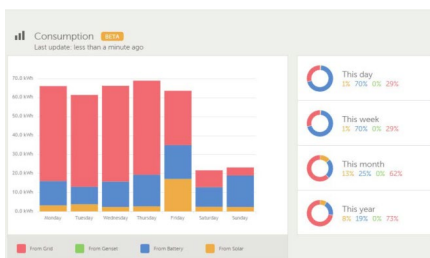 Consumption BETA
Last update: less than a minute ago
70.0 kWh
60.0 kWh
50.0 kWh
40.0 kWh
30.0 kWh
20.0 kWh
10.0 kWh
0.0 kWh
Monday Tuesday Wednesday Thursday Friday Saturday Sunday
From Grid From Genset From Battery From Solar
This day
1% 70% 0% 29%
This week
1% 70% 0% 29%
This month
13% 25% 0% 62%
This year
8% 19% 0% 73%